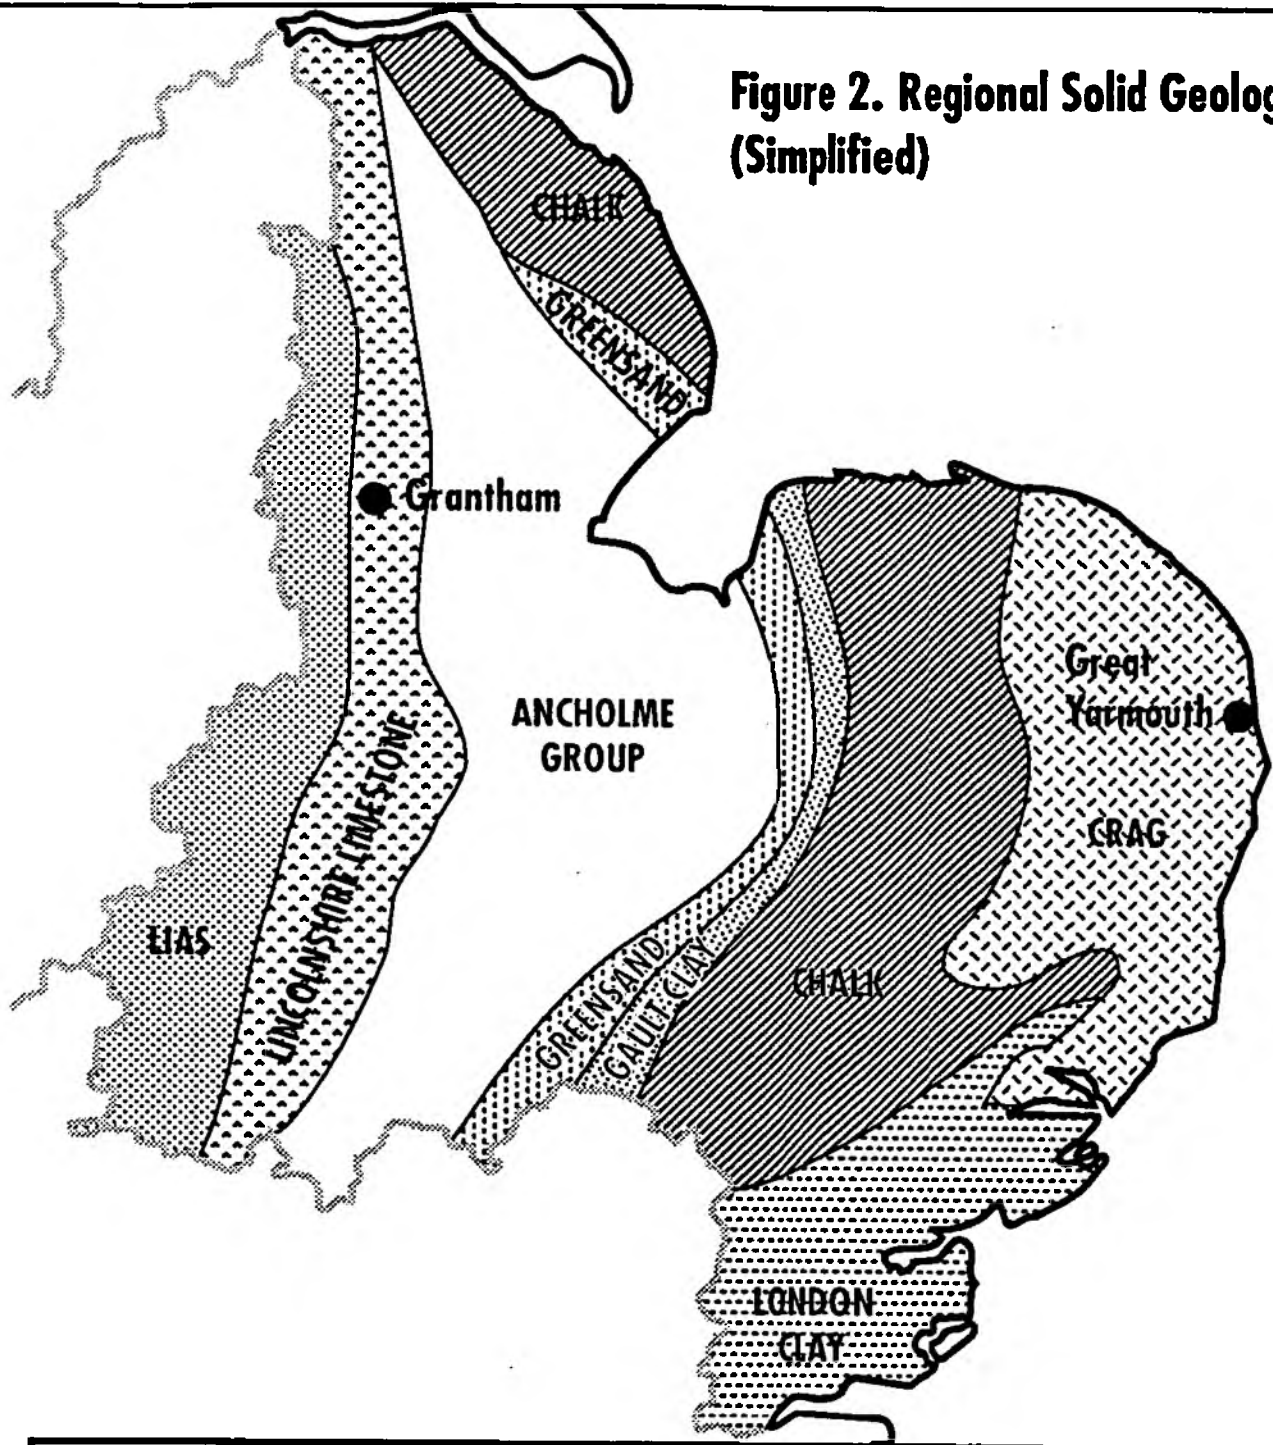 Figure 2. Regional Solid Geolog
(Simplified)
CHALK
GREENSAND
Grantham
Great
Yarmouth
ANCHOLME
GROUP
CRAG
LINCOLNSHIRE LIMESTONE
LIAS
GREENSAND
GAULT CLAY
CHALK
LONDON
CLAY